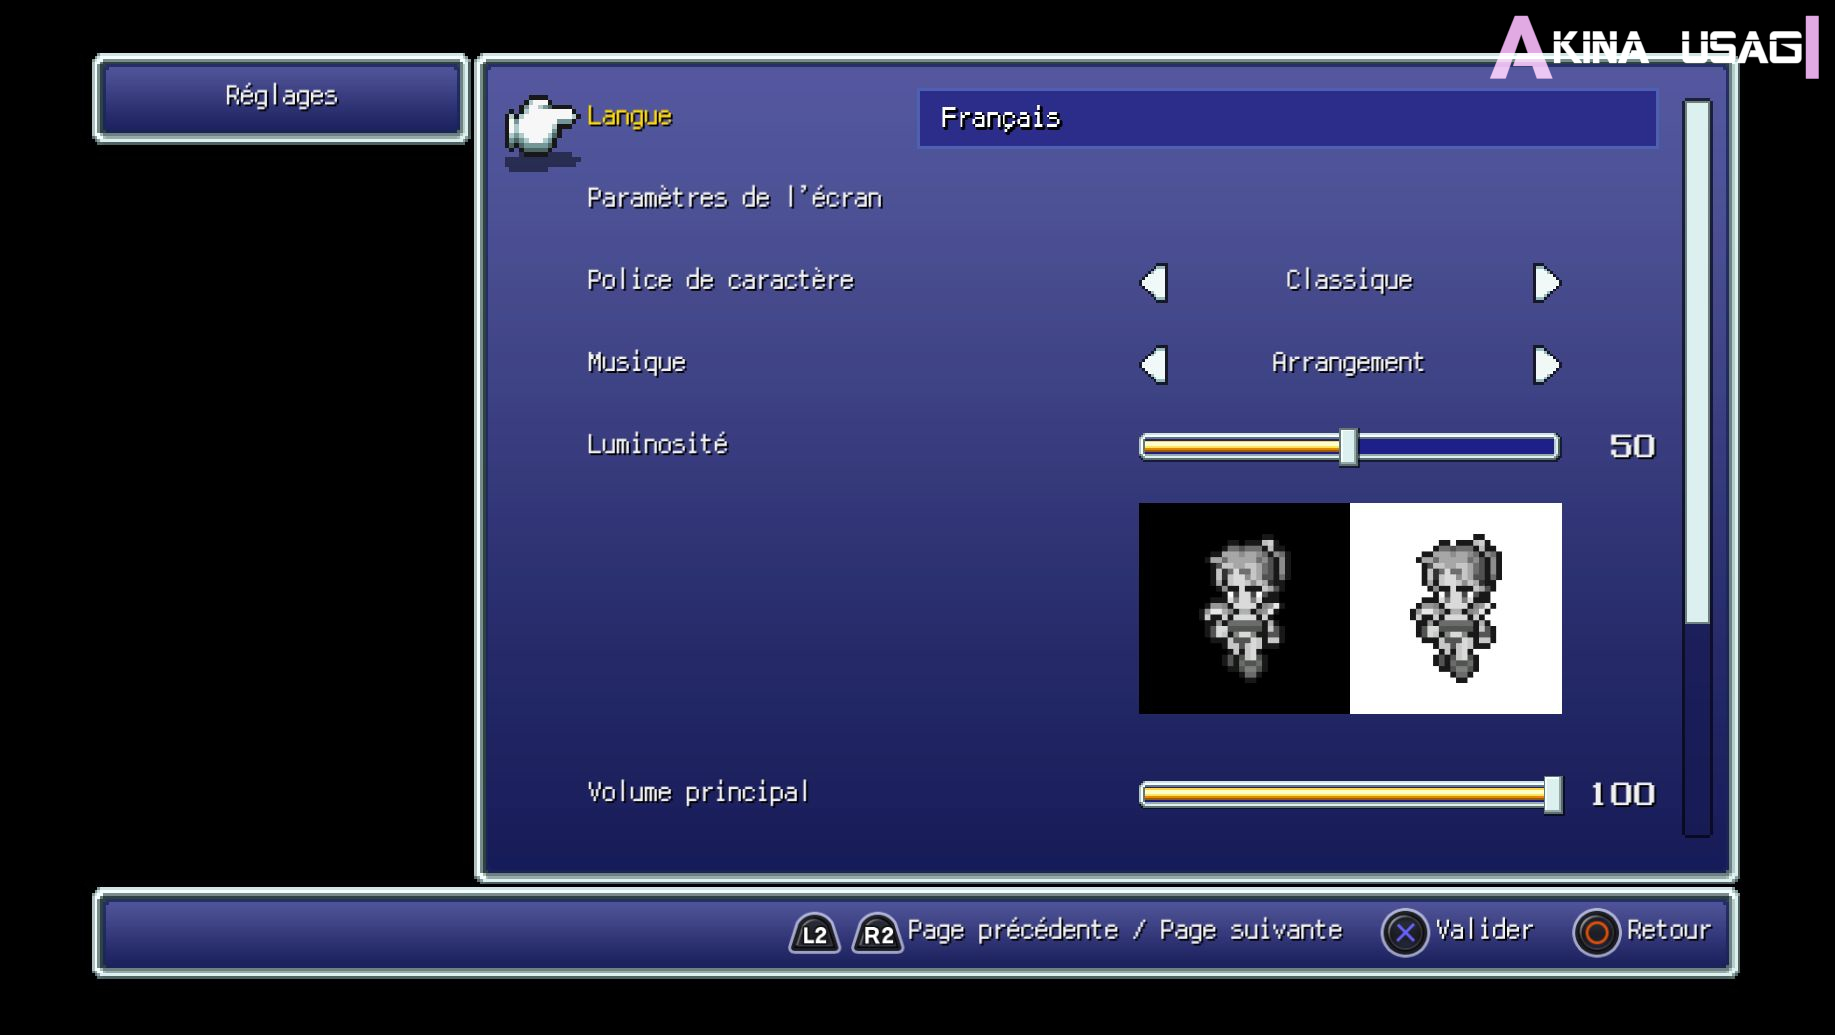 AKINA USAGI
Réglages
Langue Français
Paramètres de l'écran
Police de caractère Classique
Musique Arrangement
Luminosité 50
Volume principal 100
L2 R2 Page précédente / Page suivante Valider Retour